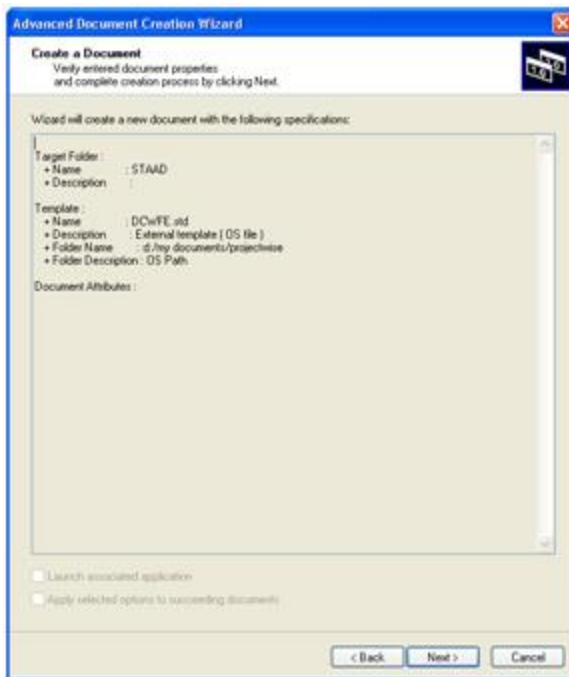 Advanced Document Creation Wizard
Create a Document
Verify entered document properties
and complete creation process by clicking Next.
Wizard will create a new document with the following specifications:
Target Folder :
+ Name : STAAD
+ Description :
Template :
+ Name : DCwFE.std
+ Description : External template ( OS file )
+ Folder Name : d:/my documents/projectwise
+ Folder Description : OS Path
Document Attributes :
Launch associated application
Apply selected options to succeeding documents
< Back
Next >
Cancel